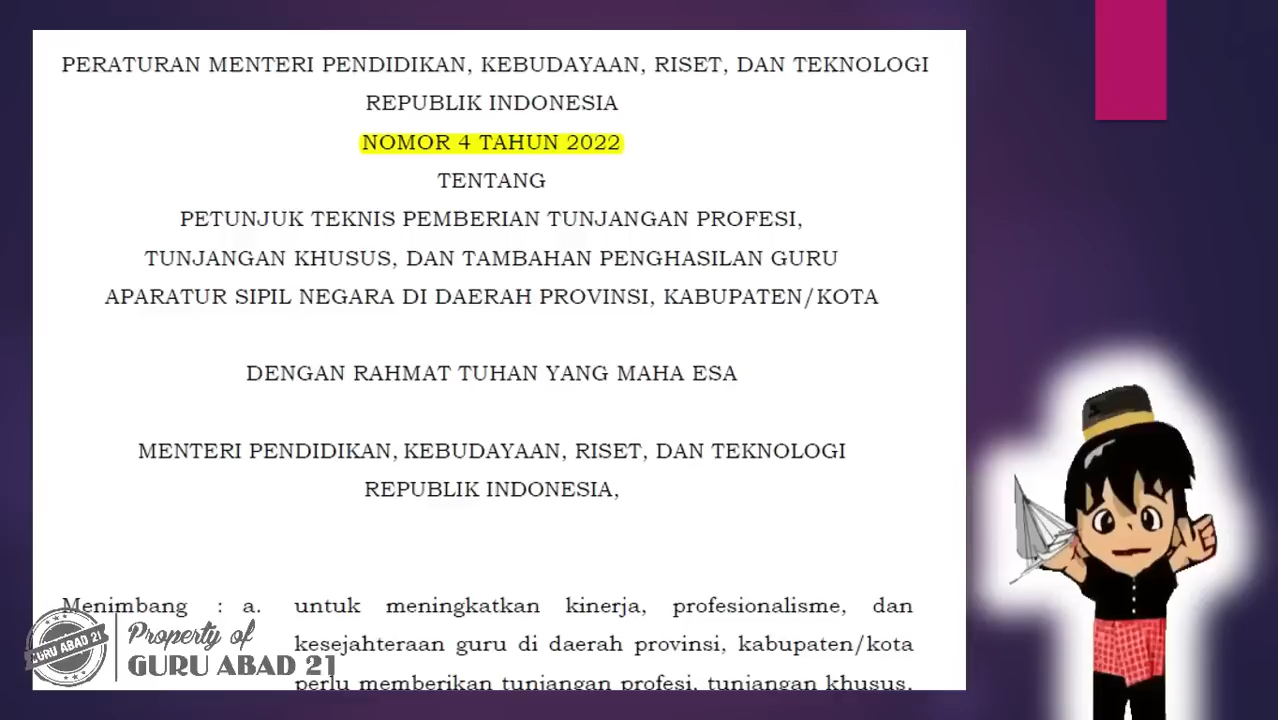 PERATURAN MENTERI PENDIDIKAN, KEBUDAYAAN, RISET, DAN TEKNOLOGI
REPUBLIK INDONESIA
NOMOR 4 TAHUN 2022
TENTANG
PETUNJUK TEKNIS PEMBERIAN TUNJANGAN PROFESI,
TUNJANGAN KHUSUS, DAN TAMBAHAN PENGHASILAN GURU
APARATUR SIPIL NEGARA DI DAERAH PROVINSI, KABUPATEN/KOTA
DENGAN RAHMAT TUHAN YANG MAHA ESA
MENTERI PENDIDIKAN, KEBUDAYAAN, RISET, DAN TEKNOLOGI
REPUBLIK INDONESIA,
Menimbang : a. untuk meningkatkan kinerja, profesionalisme, dan
kesejahteraan guru di daerah provinsi, kabupaten/kota
perlu memberikan tunjangan profesi, tunjangan khusus,
GURU ABAD 21
Property of
GURU ABAD 21